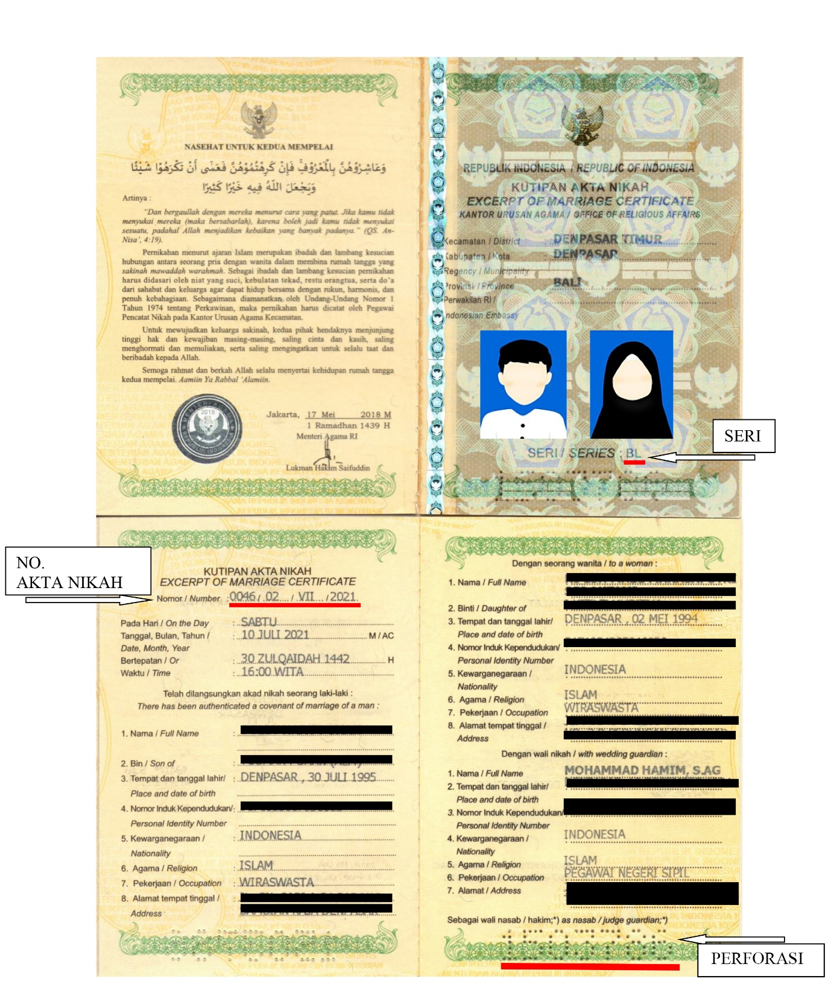 NASEHAT UNTUK KEDUA MEMPELAI
وَعَاشِرُوْهُنَّ بِالْمَعْرُوْفِۚ فَاِنْ كَرِهْتُمُوْهُنَّ فَعَسٰٓى اَنْ تَكْرَهُوْا شَيْـًٔا
وَّيَجْعَلَ اللّٰهُ فِيْهِ خَيْرًا كَثِيْرًا
Artinya :
"Dan bergaullah dengan mereka menurut cara yang patut. Jika kamu tidak
menyukai mereka (maka bersabarlah), karena boleh jadi kamu tidak menyukai
sesuatu, padahal Allah menjadikan kebaikan yang banyak padanya." (QS. An-
Nisa', 4:19).
Pernikahan menurut ajaran Islam merupakan ibadah dan lambang kesucian
hubungan antara seorang pria dengan wanita dalam membina rumah tangga yang
sakinah mawaddah warahmah. Sebagai ibadah dan lambang kesucian pernikahan
harus didasari oleh niat yang suci, kebulatan tekad, restu orangtua, serta do'a
dari sahabat dan keluarga agar dapat hidup bersama dengan rukun, harmonis, dan
penuh kebahagiaan. Sebagaimana diamanatkan oleh Undang-Undang Nomor 1
Tahun 1974 tentang Perkawinan, maka pernikahan harus dicatat oleh Pegawai
Pencatat Nikah pada Kantor Urusan Agama Kecamatan.
Untuk mewujudkan keluarga sakinah, kedua pihak hendaknya menjunjung
tinggi hak dan kewajiban masing-masing, saling cinta dan kasih, saling
menghormati dan memuliakan, serta saling mengingatkan untuk selalu taat dan
beribadah kepada Allah.
Semoga rahmat dan berkah Allah selalu menyertai kehidupan rumah tangga
kedua mempelai. Aamiin Ya Rabbal 'Alamiin.
MENTERI AGAMA
2018
REPUBLIK INDONESIA
Jakarta, 17 Mei 2018 M
1 Ramadhan 1439 H
Menteri Agama RI
Lukman Hakim Saifuddin
REPUBLIK INDONESIA / REPUBLIC OF INDONESIA
KUTIPAN AKTA NIKAH
EXCERPT OF MARRIAGE CERTIFICATE
KANTOR URUSAN AGAMA / OFFICE OF RELIGIOUS AFFAIRS
Kecamatan / District : DENPASAR TIMUR
Kabupaten / Kota : DENPASAR
Regency / Municipality
Provinsi / Province : BALI
Perwakilan RI / :
Indonesian Embassy
SERI / SERIES : BL
SERI
NO.
AKTA NIKAH
KUTIPAN AKTA NIKAH
EXCERPT OF MARRIAGE CERTIFICATE
Nomor / Number : 0046 / 02 / VII / 2021
Pada Hari / On the Day : SABTU
Tanggal, Bulan, Tahun / : 10 JULI 2021 M / AC
Date, Month, Year
Bertepatan / Or : 30 ZULQAIDAH 1442 H
Waktu / Time : 16:00 WITA
Telah dilangsungkan akad nikah seorang laki-laki :
There has been authenticated a covenant of marriage of a man :
1. Nama / Full Name :
2. Bin / Son of :
3. Tempat dan tanggal lahir/ : DENPASAR , 30 JULI 1995
Place and date of birth
4. Nomor Induk Kependudukan/ :
Personal Identity Number
5. Kewarganegaraan / : INDONESIA
Nationality
6. Agama / Religion : ISLAM
7. Pekerjaan / Occupation : WIRASWASTA
8. Alamat tempat tinggal / :
Address
Dengan seorang wanita / to a woman :
1. Nama / Full Name
2. Binti / Daughter of
3. Tempat dan tanggal lahir/ DENPASAR , 02 MEI 1994
Place and date of birth
4. Nomor Induk Kependudukan/
Personal Identity Number
5. Kewarganegaraan / INDONESIA
Nationality
6. Agama / Religion ISLAM
7. Pekerjaan / Occupation WIRASWASTA
8. Alamat tempat tinggal /
Address
Dengan wali nikah / with wedding guardian :
1. Nama / Full Name MOHAMMAD HAMIM, S.AG
2. Tempat dan tanggal lahir/
Place and date of birth
3. Nomor Induk Kependudukan/
Personal Identity Number
4. Kewarganegaraan / INDONESIA
Nationality
5. Agama / Religion ISLAM
6. Pekerjaan / Occupation PEGAWAI NEGERI SIPIL
7. Alamat / Address
Sebagai wali nasab / hakim;*) as nasab / judge guardian;*)
PERFORASI